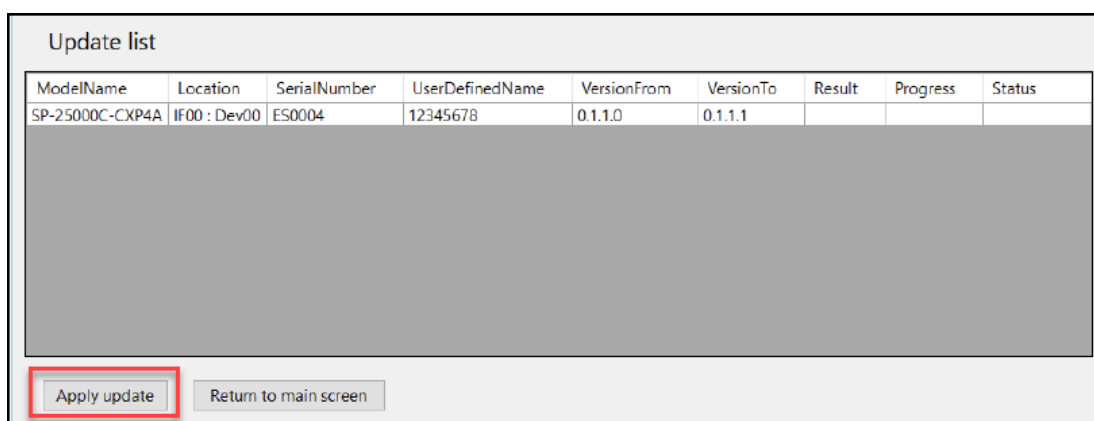 Update list
ModelName Location SerialNumber UserDefinedName VersionFrom VersionTo Result Progress Status
SP-25000C-CXP4A IF00 : Dev00 ES0004 12345678 0.1.1.0 0.1.1.1
Apply update Return to main screen